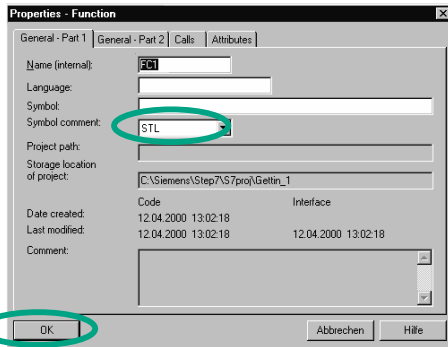 Properties - Function
General - Part 1 General - Part 2 Calls Attributes
Name (internal): FC1
Language:
Symbol:
Symbol comment: STL
Project path:
Storage location
of project: C:\Siemens\Step7\S7proj\Gettin_1
Code Interface
Date created: 12.04.2000 13:02:18
Last modified: 12.04.2000 13:02:18 12.04.2000 13:02:18
Comment:
OK Abbrechen Hilfe